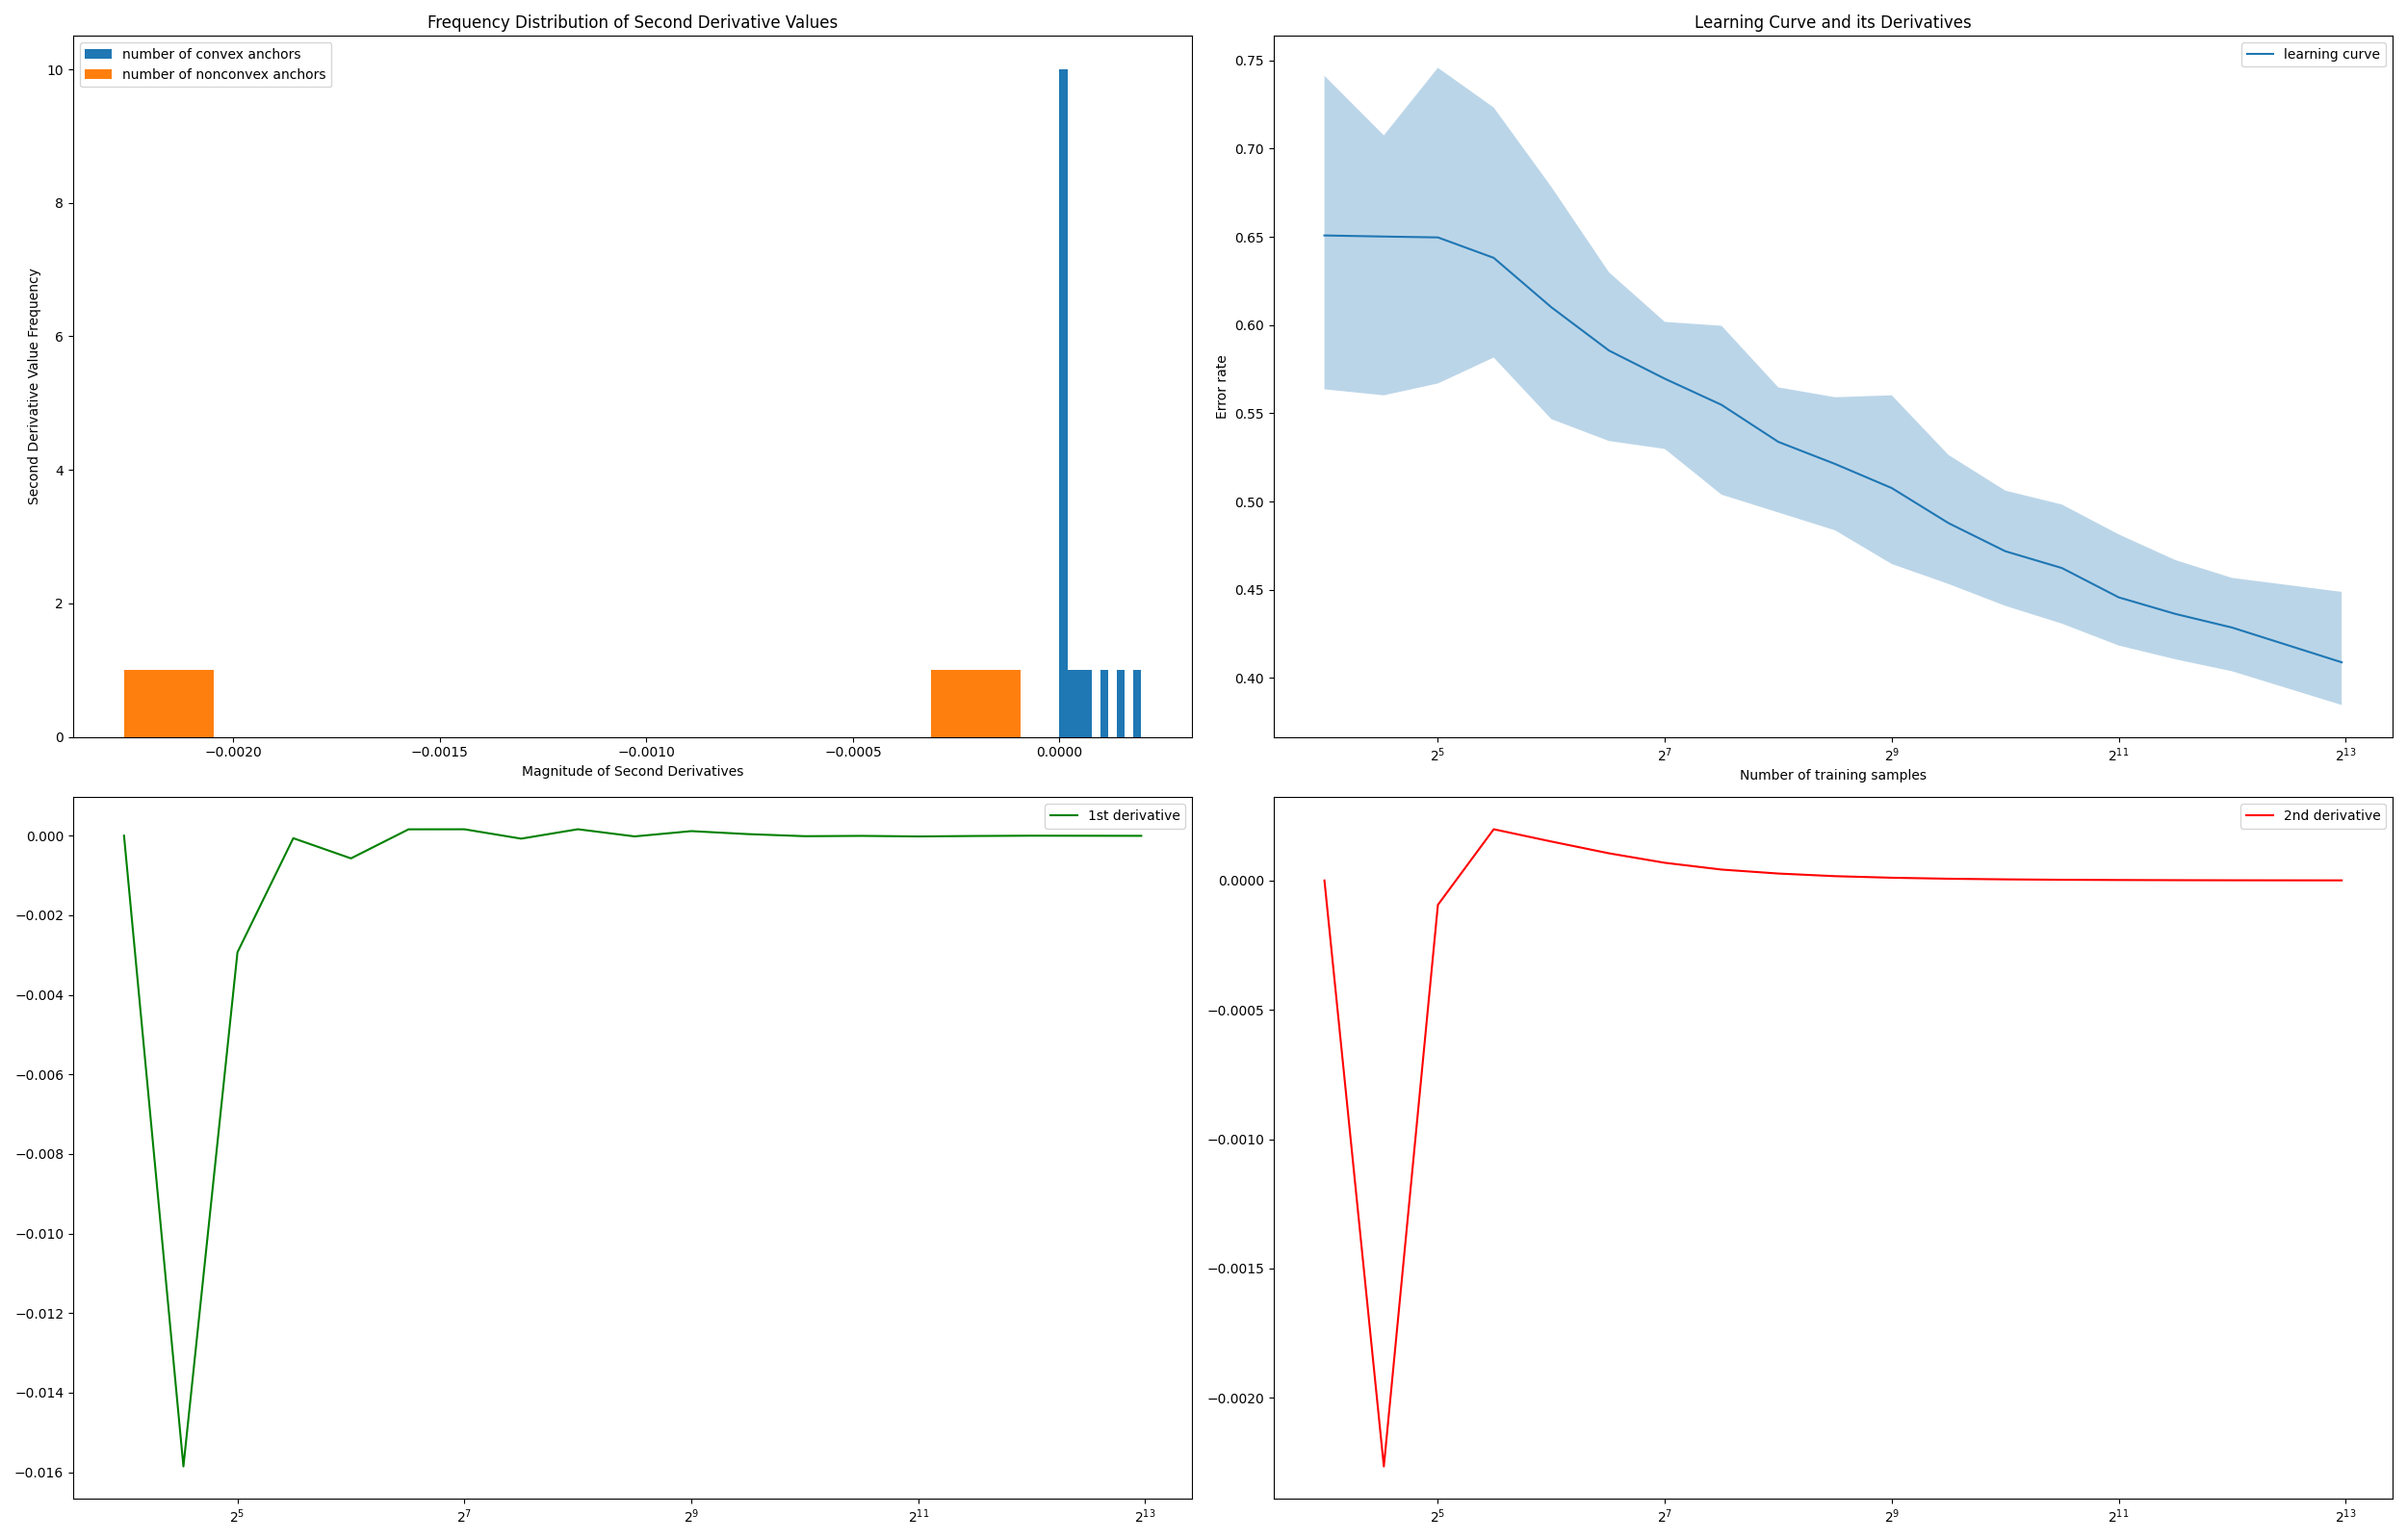 Frequency Distribution of Second Derivative Values
number of convex anchors
number of nonconvex anchors
Second Derivative Value Frequency
10
8
6
4
2
0
−0.0020 −0.0015 −0.0010 −0.0005 0.0000
Magnitude of Second Derivatives
Learning Curve and its Derivatives
learning curve
Error rate
0.75
0.70
0.65
0.60
0.55
0.50
0.45
0.40
2^5 2^7 2^9 2^11 2^13
Number of training samples
1st derivative
0.000
−0.002
−0.004
−0.006
−0.008
−0.010
−0.012
−0.014
−0.016
2^5 2^7 2^9 2^11 2^13
2nd derivative
0.0000
−0.0005
−0.0010
−0.0015
−0.0020
2^5 2^7 2^9 2^11 2^13